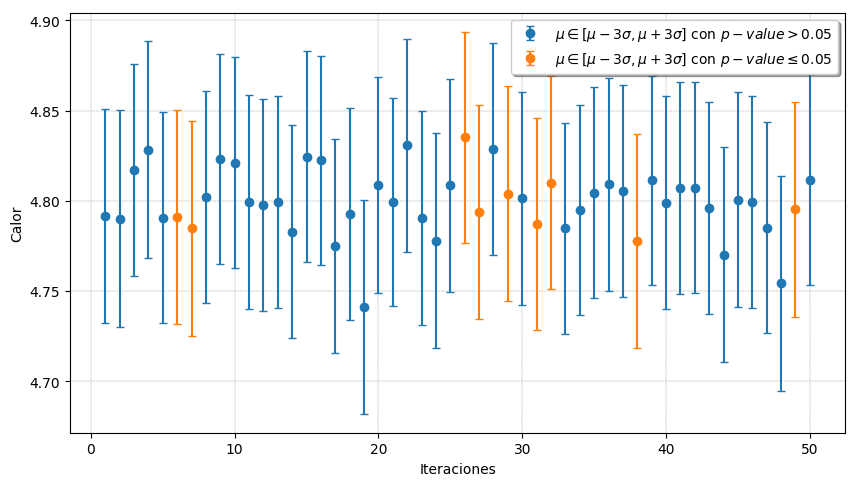 4.90
4.85
4.80
4.75
4.70
Calor
0 10 20 30 40 50
Iteraciones
μ ∈ [μ − 3σ, μ + 3σ] con p − value > 0.05
μ ∈ [μ − 3σ, μ + 3σ] con p − value ≤ 0.05